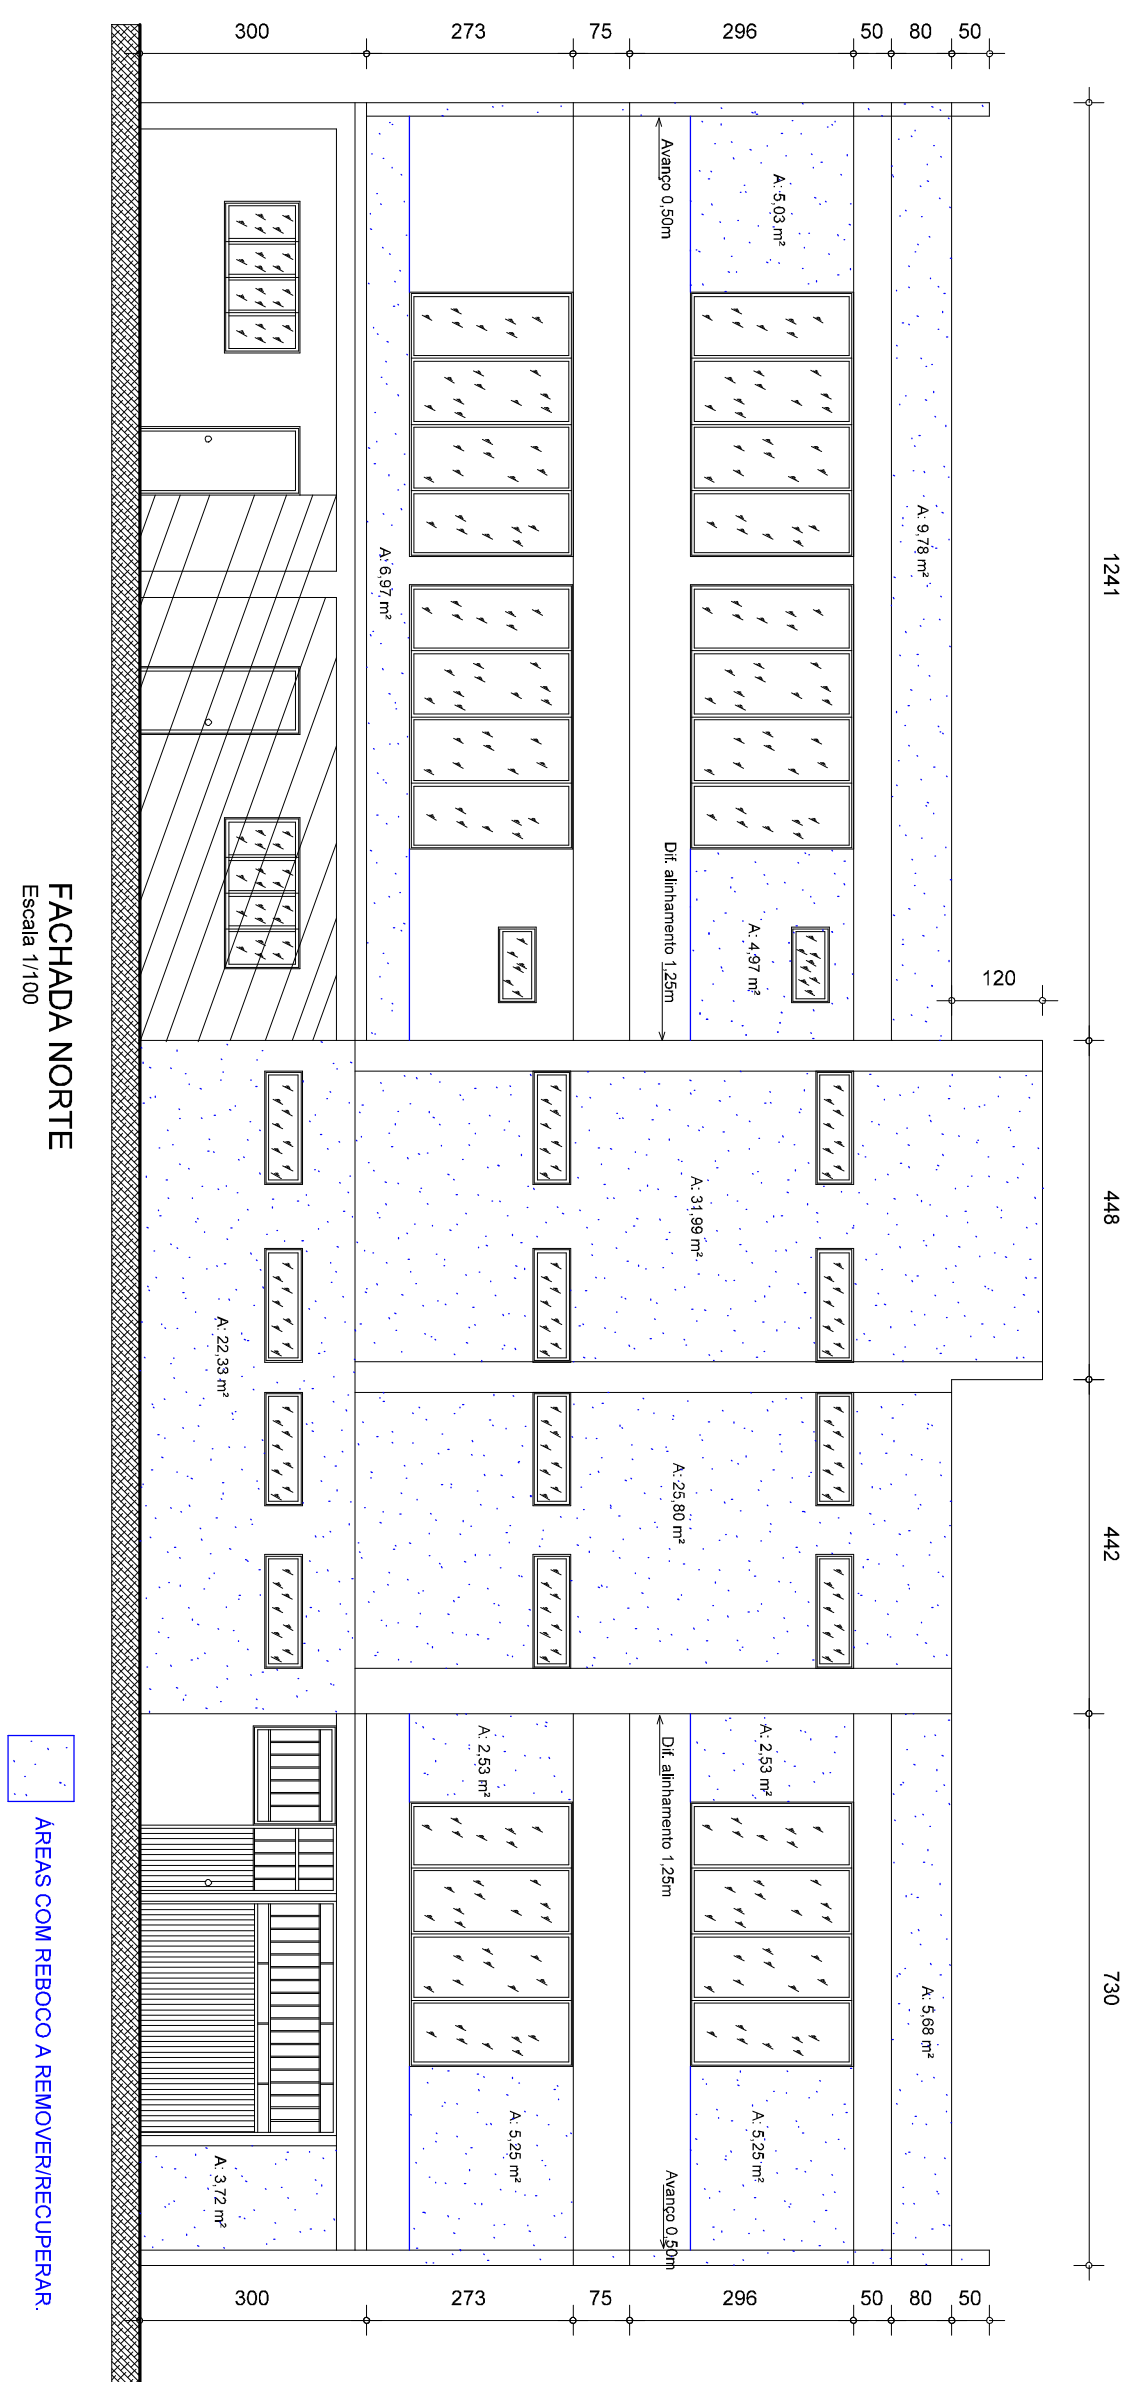 1241
448
442
730
120
50
80
50
296
75
273
300
A: 9,78 m²
A: 5,68 m²
A: 5,03 m²
A: 4,97 m²
A: 2,53 m²
A: 5,25 m²
A: 31,99 m²
A: 25,80 m²
Avanço 0,50m
Dif. alinhamento 1,25m
Dif. alinhamento 1,25m
Avanço 0,50m
A: 2,53 m²
A: 5,25 m²
A: 6,97 m²
A: 22,33 m²
A: 3,72 m²
50
80
50
296
75
273
300
FACHADA NORTE
Escala 1/100
ÁREAS COM REBOCO A REMOVER/RECUPERAR.